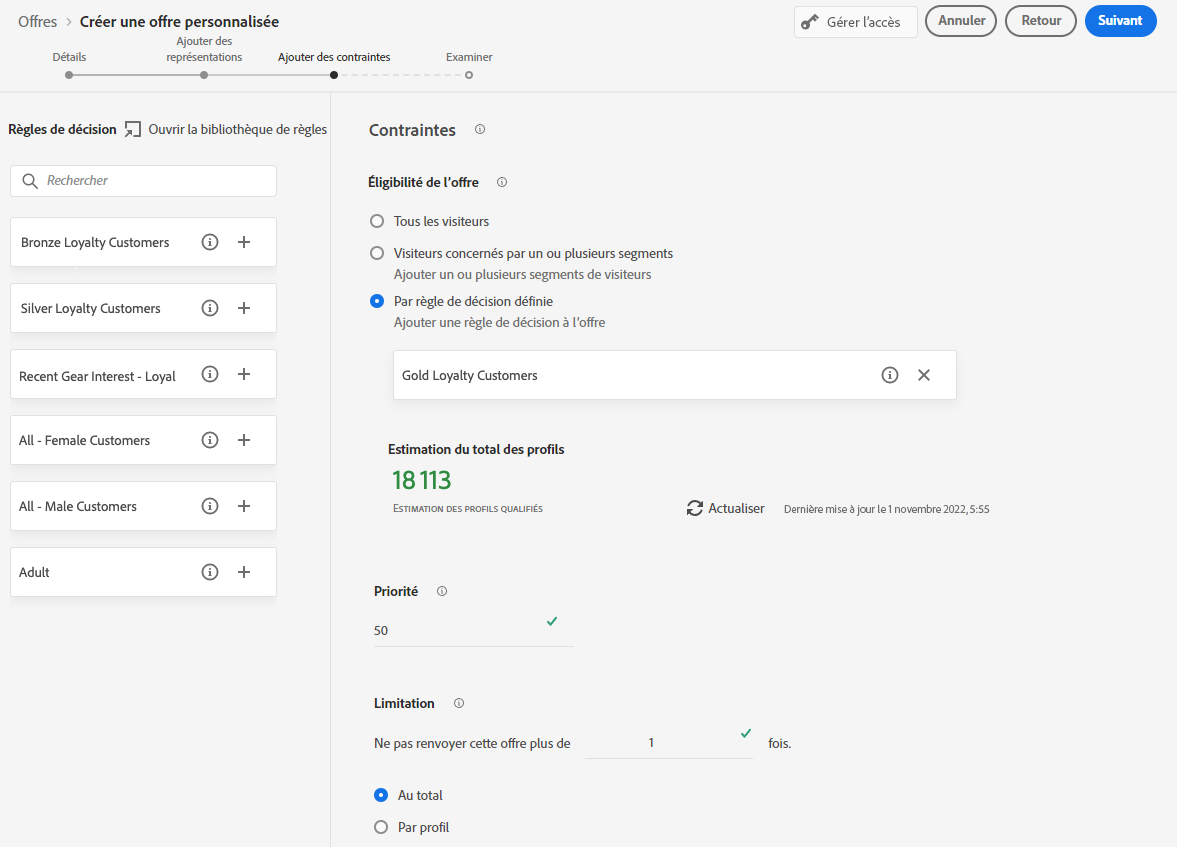 Offres > Créer une offre personnalisée
Gérer l'accès
Annuler
Retour
Suivant
Détails
Ajouter des
représentations
Ajouter des contraintes
Examiner
Règles de décision
Ouvrir la bibliothèque de règles
Rechercher
Bronze Loyalty Customers
Silver Loyalty Customers
Recent Gear Interest - Loyal
All - Female Customers
All - Male Customers
Adult
Contraintes
Éligibilité de l'offre
Tous les visiteurs
Visiteurs concernés par un ou plusieurs segments
Ajouter un ou plusieurs segments de visiteurs
Par règle de décision définie
Ajouter une règle de décision à l'offre
Gold Loyalty Customers
Estimation du total des profils
18 113
ESTIMATION DES PROFILS QUALIFIÉS
Actualiser
Dernière mise à jour le 1 novembre 2022, 5:55
Priorité
50
Limitation
Ne pas renvoyer cette offre plus de 1 fois.
Au total
Par profil